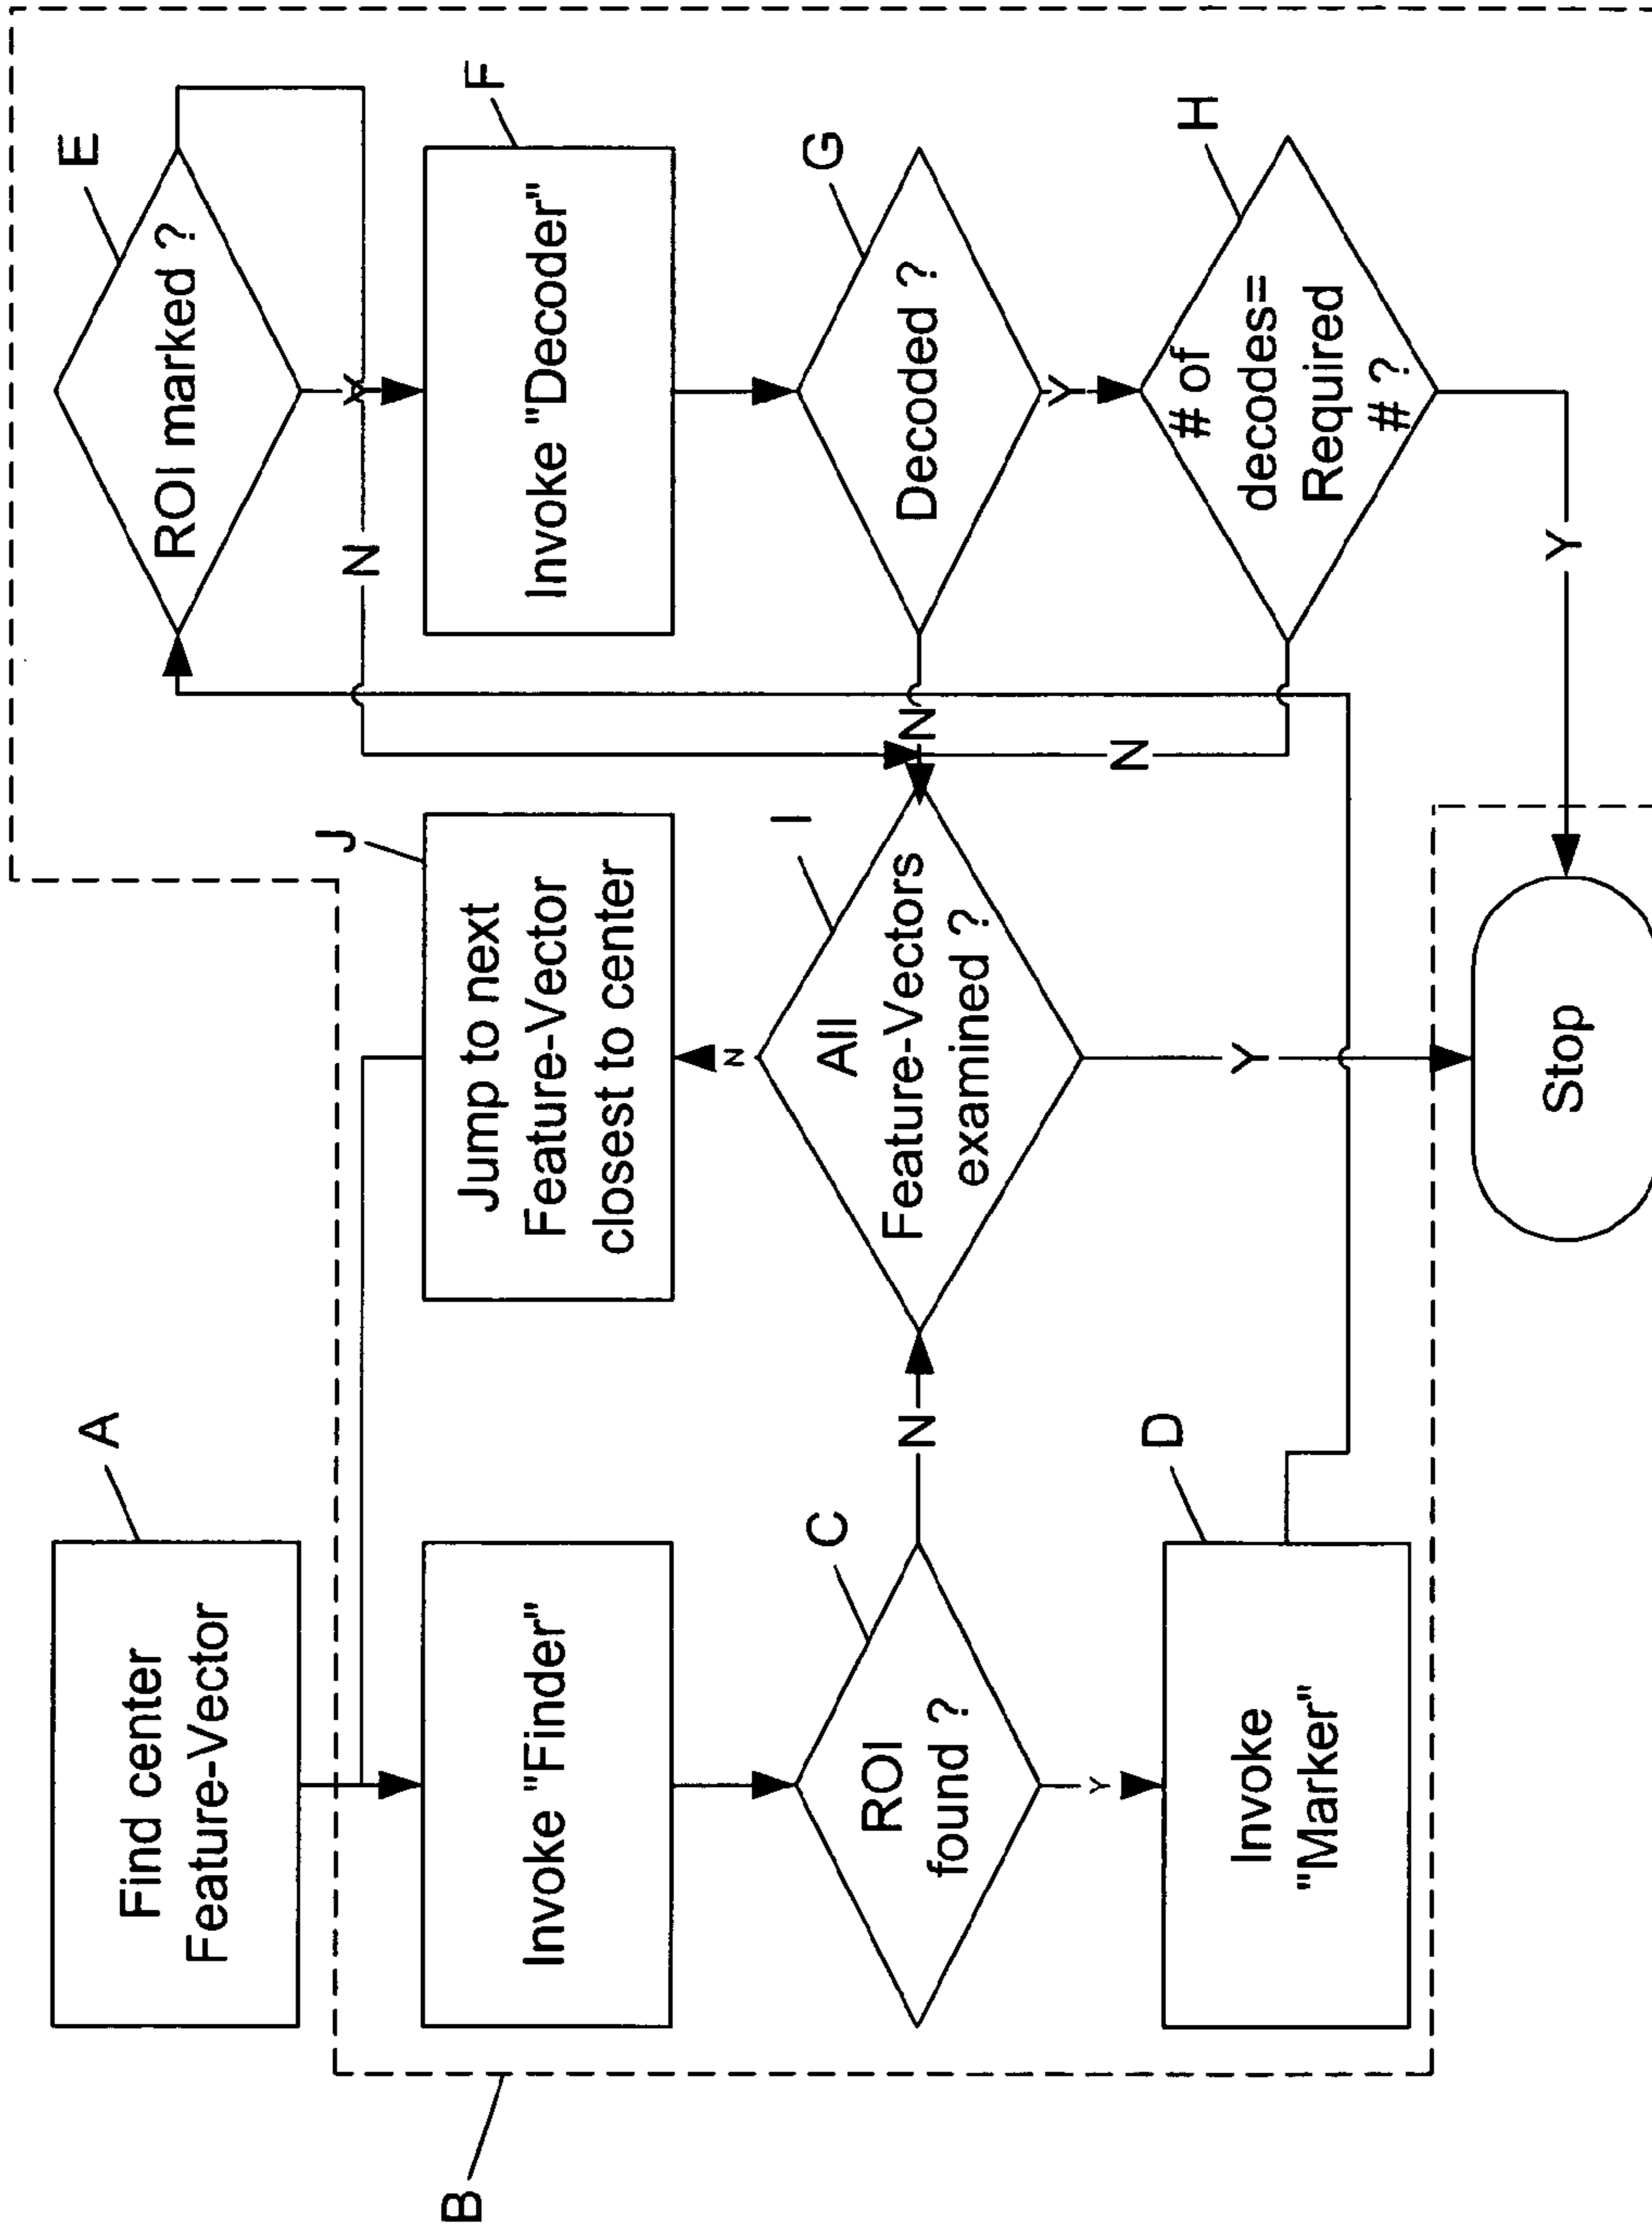 A
Find center
Feature-Vector
B
Invoke "Finder"
C
ROI
found ?
N
Y
D
Invoke
"Marker"
J
Jump to next
Feature-Vector
closest to center
N
I
All
Feature-Vectors
examined ?
Y
Stop
E
ROI marked ?
Y
N
F
Invoke "Decoder"
G
Decoded ?
N
Y
H
# of
decodes=
Required
# ?
N
Y